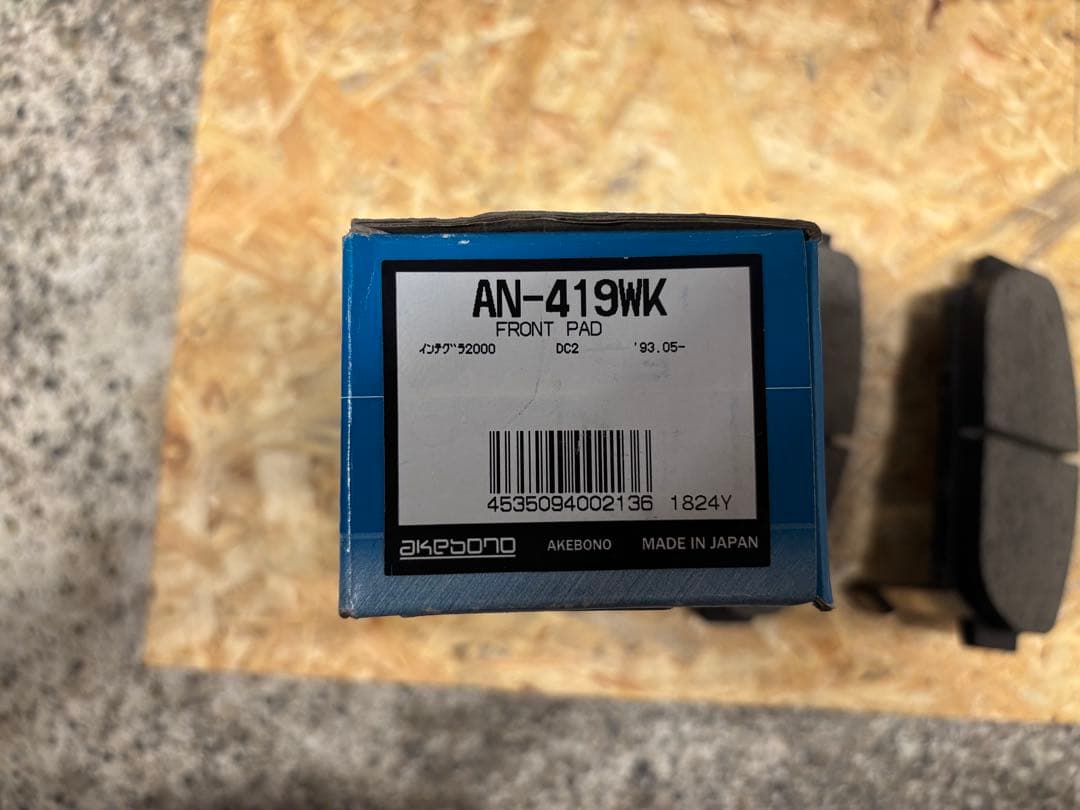 AN-419WK
FRONT PAD
ｲﾝﾃｸﾞﾗ2000 DC2 '93.05-
4535094002136 1824Y
akebono AKEBONO MADE IN JAPAN